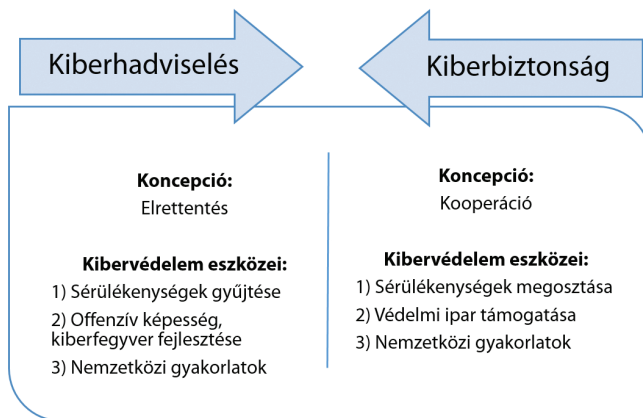 Kiberhadviselés
Kiberbiztonság
Koncepció:
Elrettentés
Kibervédelem eszközei:
1) Sérülékenységek gyűjtése
2) Offenzív képesség,
kiberfegyver fejlesztése
3) Nemzetközi gyakorlatok
Koncepció:
Kooperáció
Kibervédelem eszközei:
1) Sérülékenységek megosztása
2) Védelmi ipar támogatása
3) Nemzetközi gyakorlatok